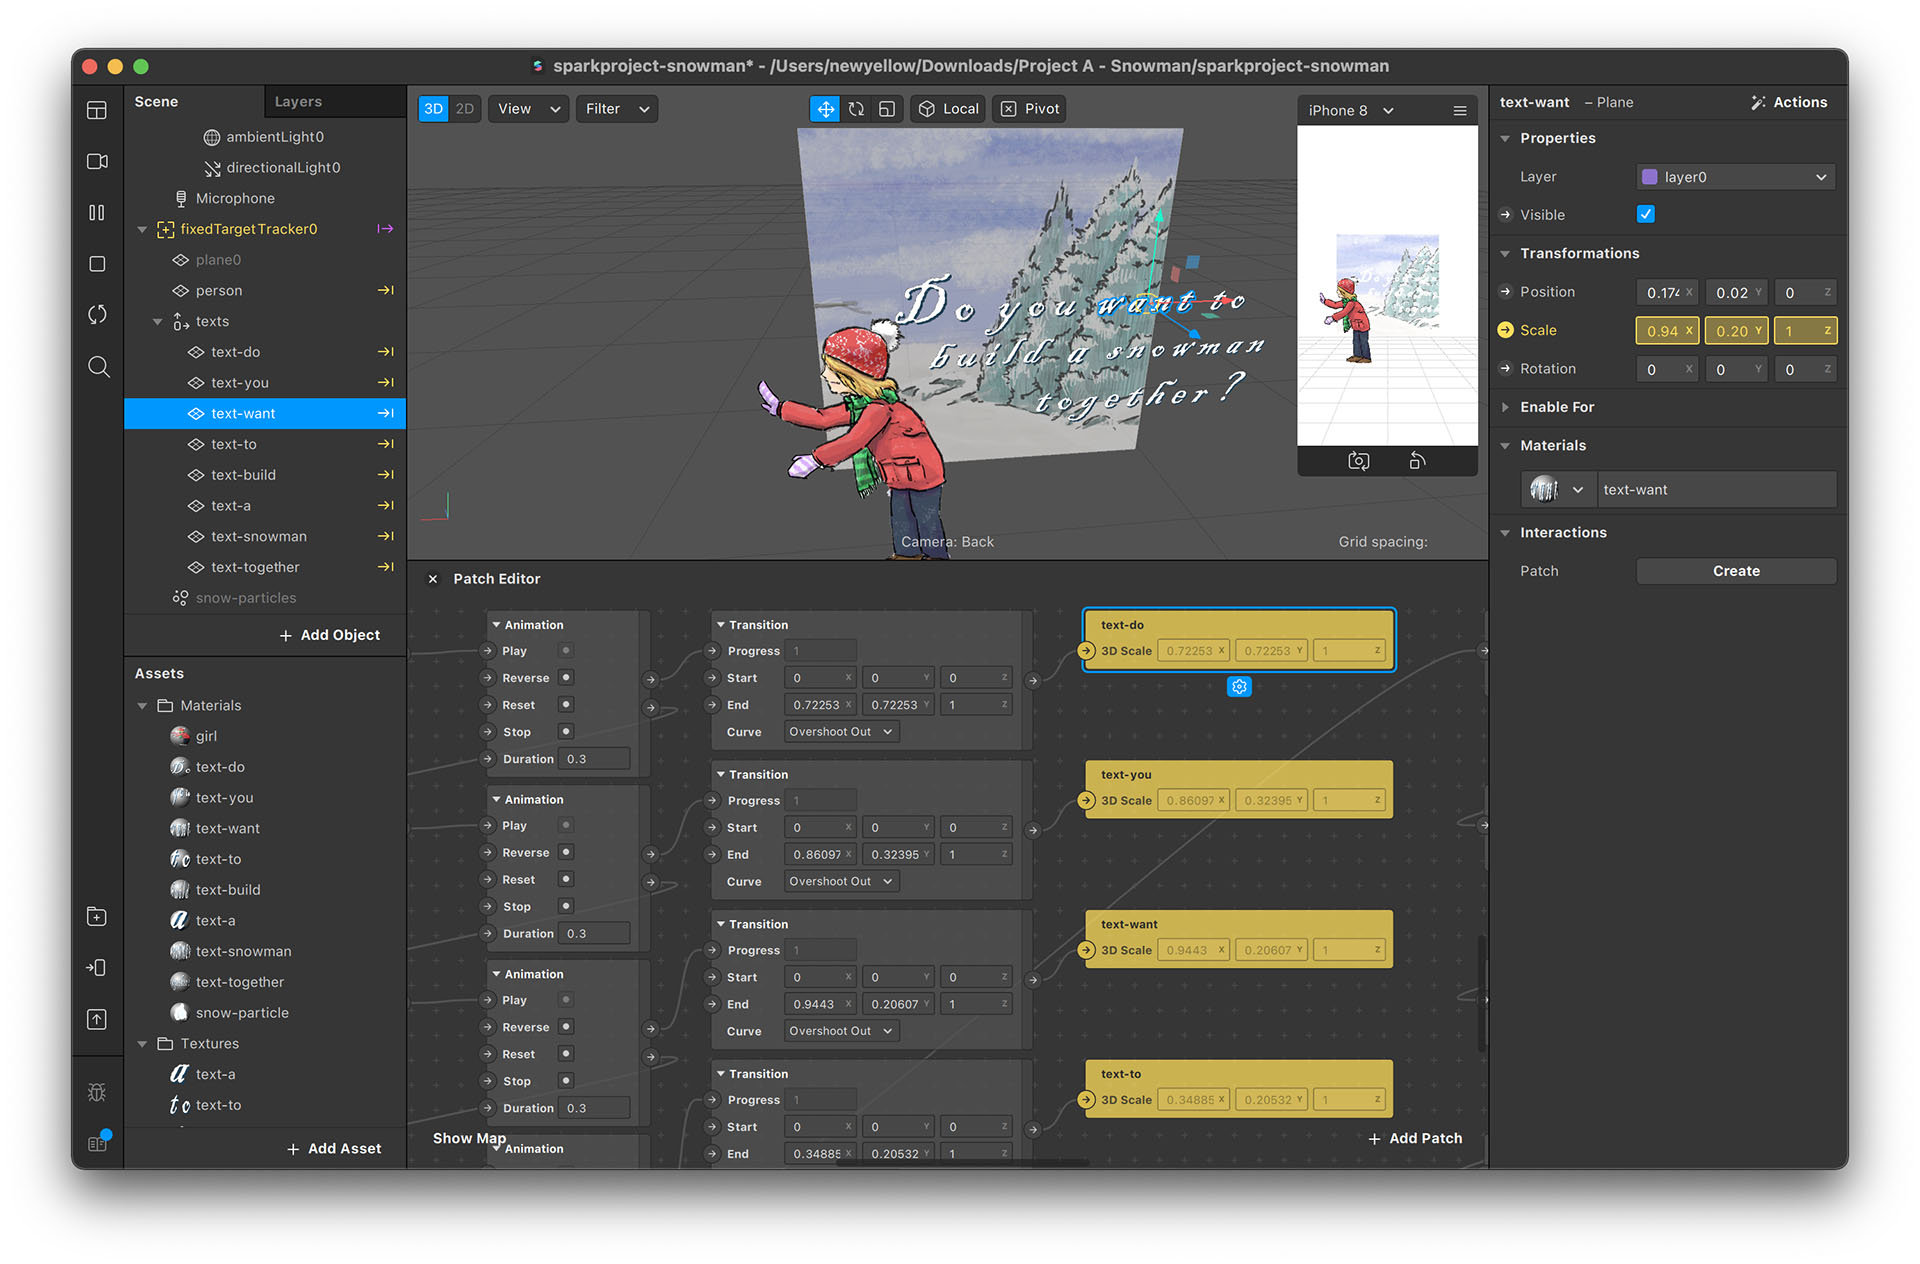 sparkproject-snowman* - /Users/newyellow/Downloads/Project A - Snowman/sparkproject-snowman
Scene
Layers
ambientLight0
directionalLight0
Microphone
fixedTargetTracker0
plane0
person
texts
text-do
text-you
text-want
text-to
text-build
text-a
text-snowman
text-together
snow-particles
+ Add Object
Assets
Materials
girl
text-do
text-you
text-want
text-to
text-build
text-a
text-snowman
text-together
snow-particle
Textures
text-a
text-to
+ Add Asset
3D 2D
View
Filter
Local
Pivot
Do you want to
build a snowman
together?
Camera: Back
Grid spacing:
iPhone 8
Patch Editor
Animation
Play
Reverse
Reset
Stop
Duration 0.3
Animation
Play
Reverse
Reset
Stop
Duration 0.3
Animation
Play
Reverse
Reset
Stop
Duration 0.3
Animation
Show Map
Transition
Progress 1
Start 0 X 0 Y 0 Z
End 0.72253 X 0.72253 Y 1 Z
Curve Overshoot Out
Transition
Progress 1
Start 0 X 0 Y 0 Z
End 0.86097 X 0.32395 Y 1 Z
Curve Overshoot Out
Transition
Progress 1
Start 0 X 0 Y 0 Z
End 0.9443 X 0.20607 Y 1 Z
Curve Overshoot Out
Transition
Progress 1
Start 0 X 0 Y 0 Z
End 0.34885 X 0.20532 Y 1 Z
text-do
3D Scale 0.72253 X 0.72253 Y 1 Z
text-you
3D Scale 0.86097 X 0.32395 Y 1 Z
text-want
3D Scale 0.9443 X 0.20607 Y 1 Z
text-to
3D Scale 0.34885 X 0.20532 Y 1 Z
+ Add Patch
text-want – Plane
Actions
Properties
Layer layer0
Visible
Transformations
Position 0.174 X 0.02 Y 0 Z
Scale 0.94 X 0.20 Y 1 Z
Rotation 0 X 0 Y 0 Z
Enable For
Materials
text-want
Interactions
Patch Create